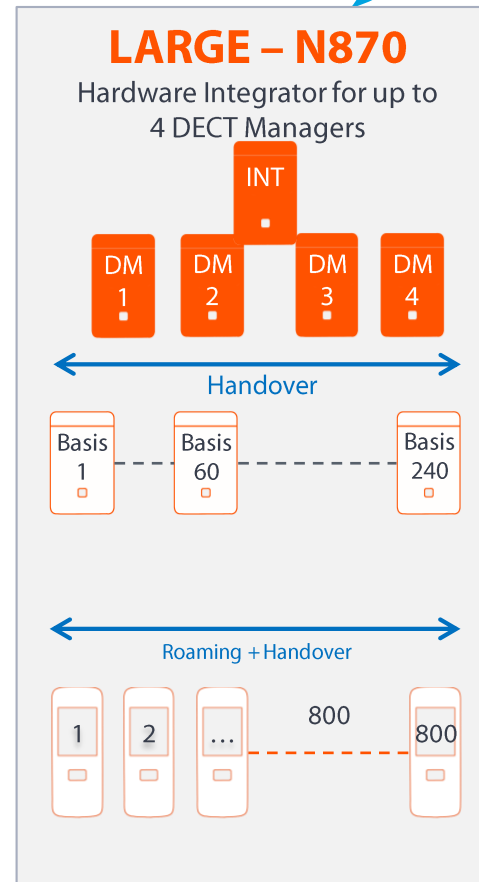 LARGE – N870
Hardware Integrator for up to
4 DECT Managers
INT
DM
1
DM
2
DM
3
DM
4
Handover
Basis
1
Basis
60
Basis
240
Roaming + Handover
1
2
...
800
800